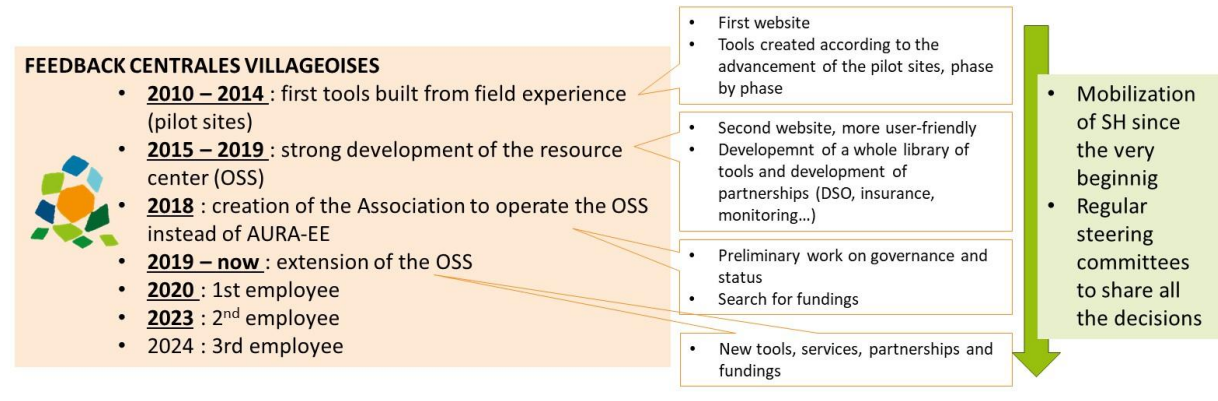 FEEDBACK CENTRALES VILLAGEOISES
• 2010 – 2014 : first tools built from field experience
(pilot sites)
• 2015 – 2019 : strong development of the resource
center (OSS)
• 2018 : creation of the Association to operate the OSS
instead of AURA-EE
• 2019 – now : extension of the OSS
• 2020 : 1st employee
• 2023 : 2nd employee
• 2024 : 3rd employee
• First website
• Tools created according to the
advancement of the pilot sites, phase
by phase
• Second website, more user-friendly
• Developemnt of a whole library of
tools and development of
partnerships (DSO, insurance,
monitoring…)
• Preliminary work on governance and
status
• Search for fundings
• New tools, services, partnerships and
fundings
• Mobilization
of SH since
the very
beginnig
• Regular
steering
committees
to share all
the decisions